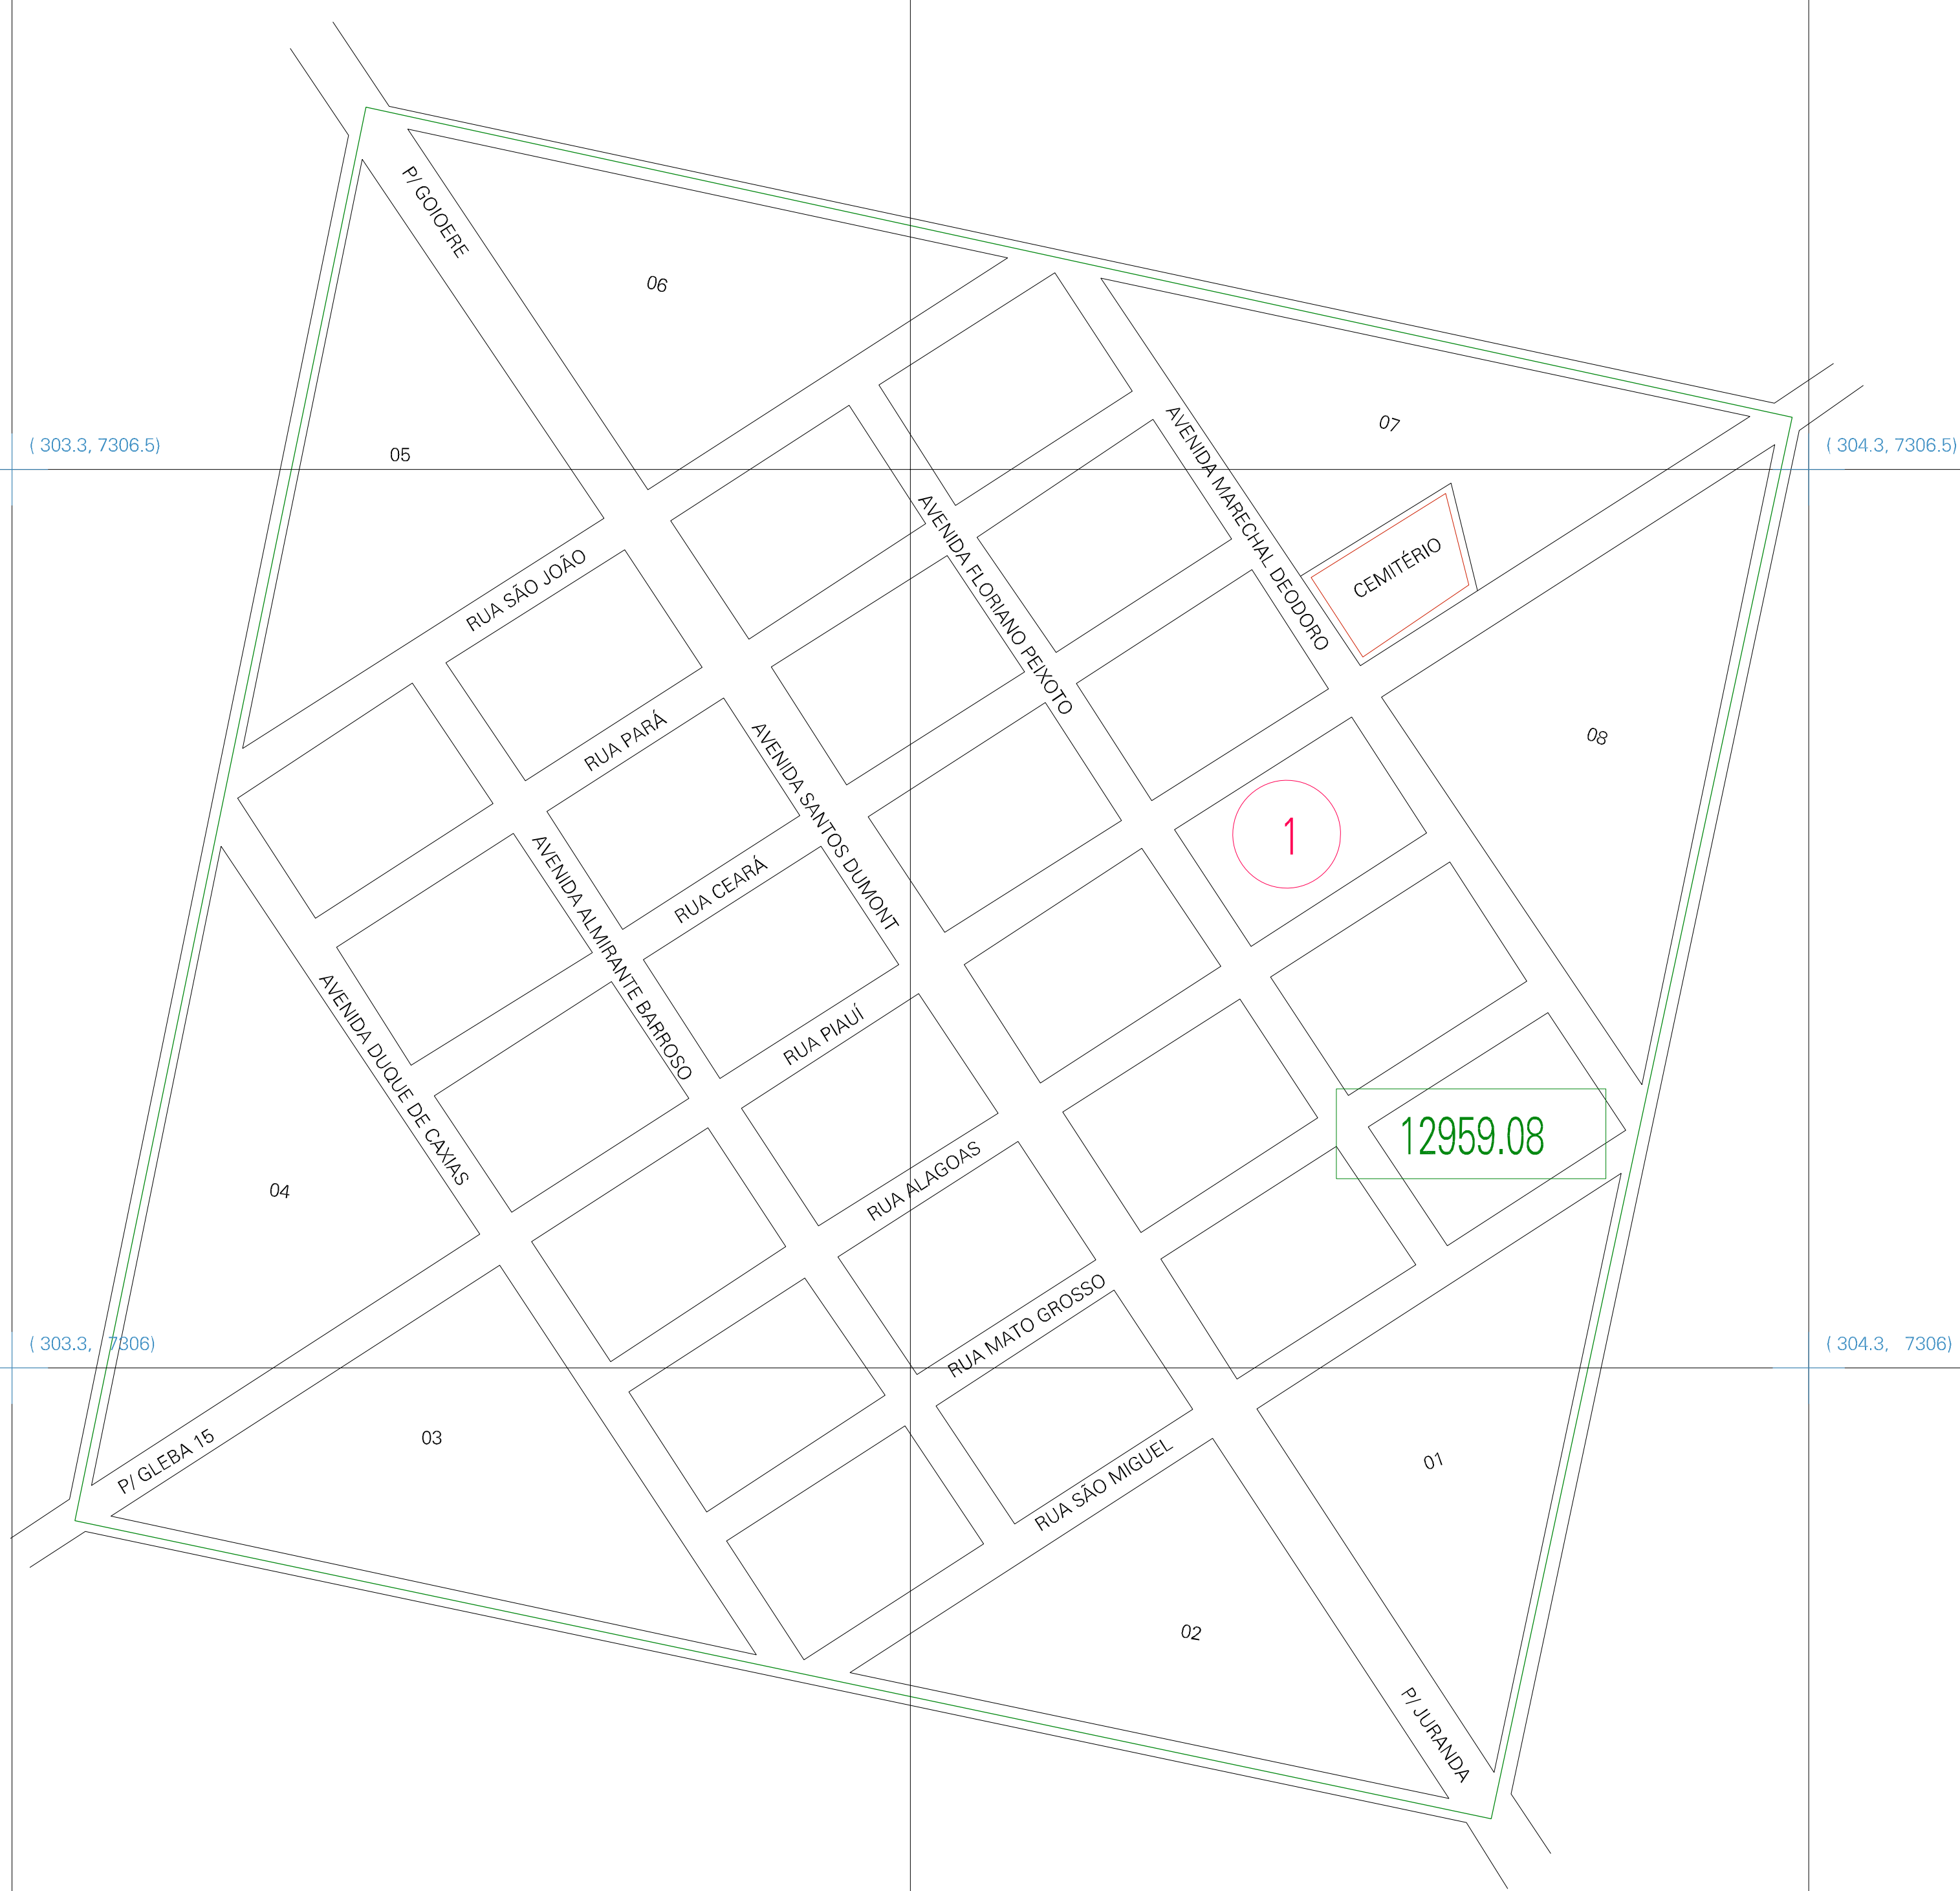 P/ GOIOERE
06
07
( 303.3, 7306.5)
05
( 304.3, 7306.5)
AVENIDA MARECHAL DEODORO
AVENIDA FLORIANO PEIXOTO
CEMITÉRIO
RUA SÃO JOÃO
RUA PARÁ
AVENIDA SANTOS DUMONT
08
1
AVENIDA ALMIRANTE BARROSO
RUA CEARÁ
AVENIDA DUQUE DE CAXIAS
RUA PIAUÍ
12959.08
RUA ALAGOAS
04
RUA MATO GROSSO
( 303.3, 7306)
( 304.3, 7306)
P/ GLEBA 15
03
01
RUA SÃO MIGUEL
02
P/ JURANDA